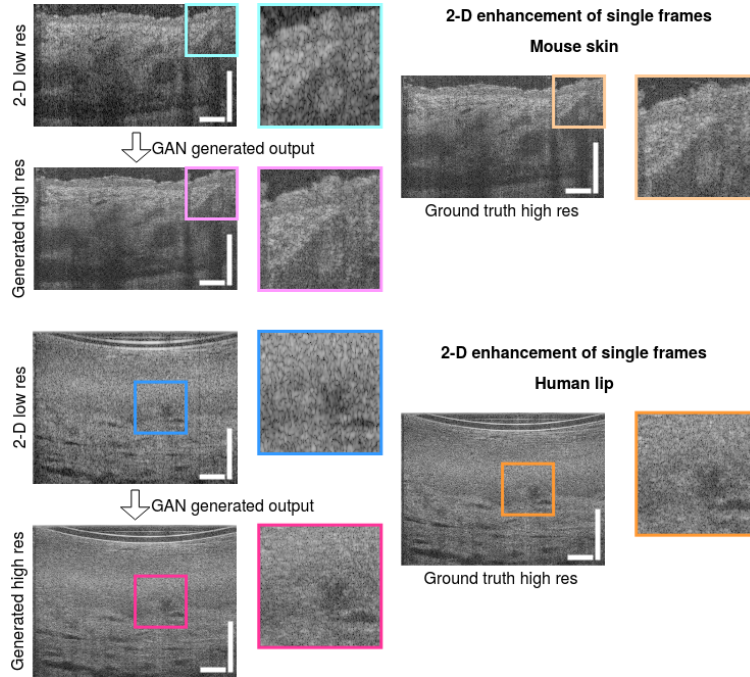 2-D low res
GAN generated output
Generated high res
2-D enhancement of single frames
Mouse skin
Ground truth high res
2-D low res
GAN generated output
Generated high res
2-D enhancement of single frames
Human lip
Ground truth high res